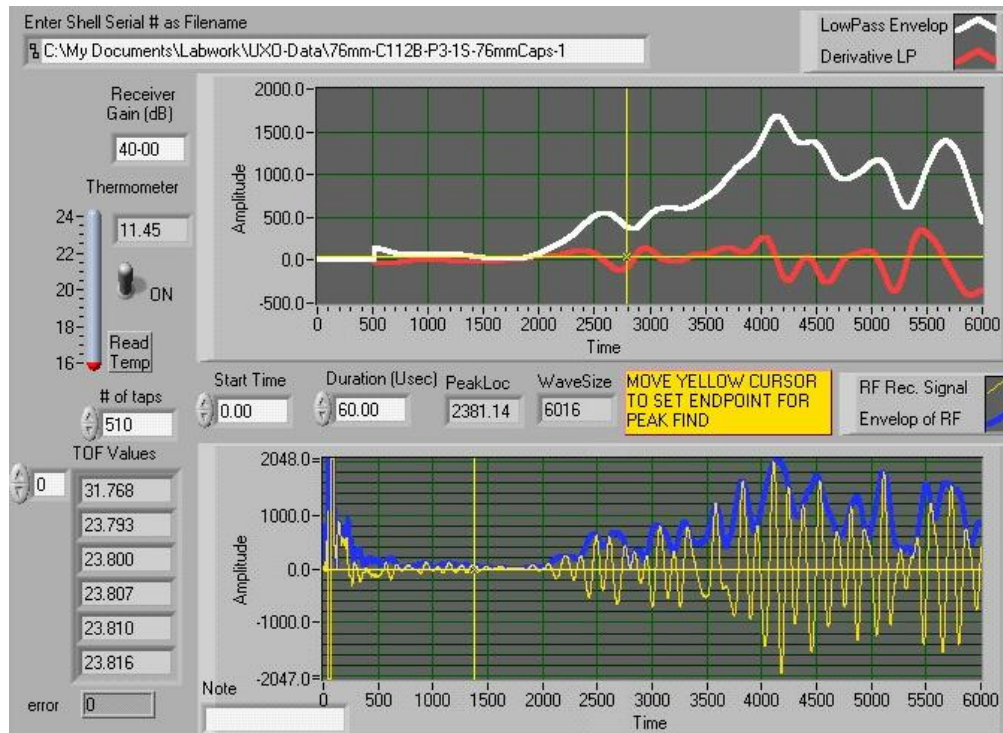 Enter Shell Serial # as Filename
C:\My Documents\Labwork\UXO-Data\76mm-C112B-P3-1S-76mmCaps-1
LowPass Envelop
Derivative LP
Receiver
Gain (dB)
40-00
Thermometer
24
22
20
18
16
11.45
ON
Read
Temp
# of taps
510
TOF Values
0
31.768
23.793
23.800
23.807
23.810
23.816
error
0
2000.0
1500.0
1000.0
500.0
0.0
-500.0
Amplitude
0 500 1000 1500 2000 2500 3000 3500 4000 4500 5000 5500 6000
Time
Start Time
0.00
Duration (Usec)
60.00
PeakLoc
2381.14
WaveSize
6016
MOVE YELLOW CURSOR
TO SET ENDPOINT FOR
PEAK FIND
RF Rec. Signal
Envelop of RF
2048.0
1000.0
0.0
-1000.0
-2047.0
Amplitude
0 500 1000 1500 2000 2500 3000 3500 4000 4500 5000 5500 6000
Time
Note